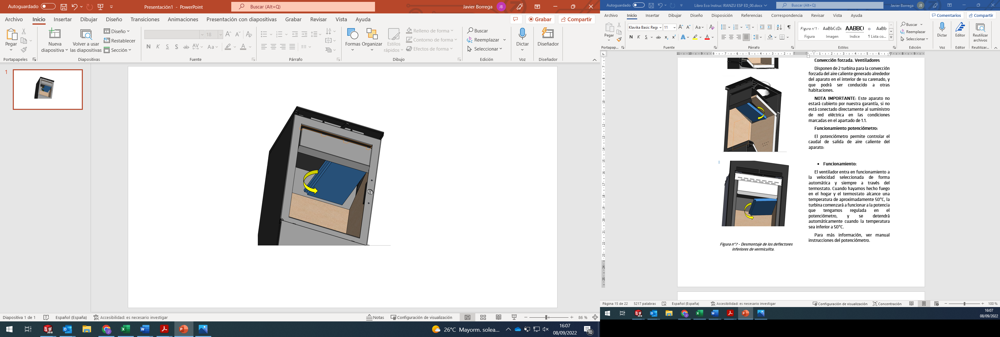 Autoguardado
Presentación1 - PowerPoint
Buscar (Alt+Q)
Javier Borrega
JB
Archivo Inicio Insertar Dibujar Diseño Transiciones Animaciones Presentación con diapositivas Grabar Revisar Vista Ayuda
Grabar
Compartir
Pegar
Portapapeles
Nueva diapositiva
Volver a usar las diapositivas
Diseño
Restablecer
Sección
Diapositivas
18
N K S S ab AV Aa A
Fuente
Párrafo
Formas
Organizar
Estilos rápidos
Relleno de forma
Contorno de forma
Efectos de forma
Dibujo
Buscar
Reemplazar
Seleccionar
Edición
Dictar
Voz
Diseñador
Diseñador
1
Diapositiva 1 de 1
Español (España)
Accesibilidad: es necesario investigar
Notas
Configuración de visualización
86 %
26°C Mayorm. solea...
16:07
08/09/2022
10
Autoguardado
Libro Eco Instruc IRANZU ESP ED_00.docx
Buscar (Alt+Q)
Javier Borrega
JB
Archivo Inicio Insertar Dibujar Diseño Disposición Referencias Correspondencia Revisar Vista Ayuda
Comentarios
Compartir
Pegar
Portapap...
Klavika Basic Regu
11
N K S ab x₂ x² A
Fuente
Párrafo
Figura nº1 -
Figura
AaBbCcDc
Imagen
AABBC(
Indice
AaBb
¶ Lista co...
Estilos
Buscar
Reemplazar
Seleccionar
Edición
Dictar
Voz
Editor
Editor
Reutilizar archivos
Reutilizar...
Convección forzada. Ventiladores
Disponen de 2 turbina para la convección
forzada del aire caliente generado alrededor
del aparato en el interior de su carenado, y
que podrá ser conducido a otras
habitaciones.
NOTA IMPORTANTE: Este aparato no
estará cubierto por nuestra garantía, si no
está conectado directamente al suministro
de red eléctrica en las condiciones
marcadas en el apartado de 1.1.
Funcionamiento potenciómetro:
El potenciómetro permite controlar el
caudal de salida de aire caliente del
aparato:
• Funcionamiento:
El ventilador entra en funcionamiento a
la velocidad seleccionada de forma
automática y siempre a través del
termostato. Cuando hayamos hecho fuego
en el hogar y el termostato alcance una
temperatura de aproximadamente 50°C, la
turbina comenzará a funcionar a la potencia
que tengamos regulada en el
potenciómetro, y se detendrá
automáticamente cuando la temperatura
sea inferior a 50°C.
Para más información, ver manual
instrucciones del potenciómetro.
Figura nº7 - Desmontaje de los deflectores
inferiores de vermiculita.
Página 15 de 22
5217 palabras
Español (España)
Accesibilidad: es necesario investigar
Configuración de visualización
Concentración
100 %
16:07
08/09/2022